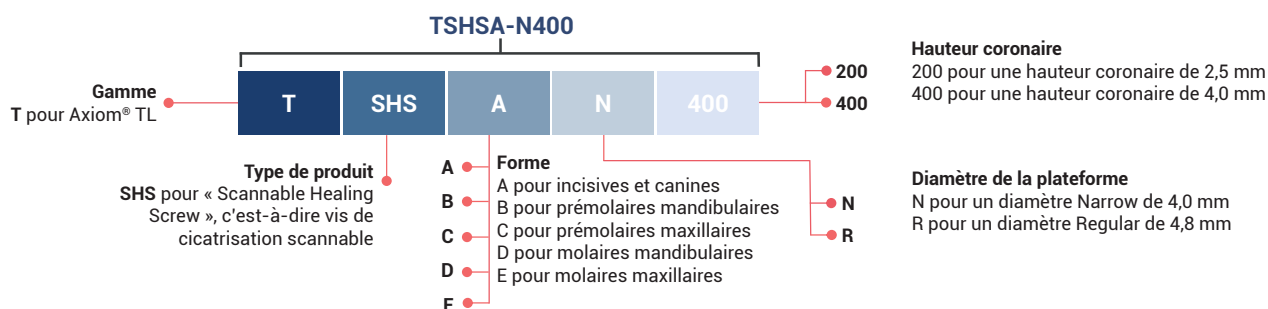 TSHSA-N400
Gamme
T pour Axiom® TL
T
SHS
A
N
400
200
400
Hauteur coronaire
200 pour une hauteur coronaire de 2,5 mm
400 pour une hauteur coronaire de 4,0 mm
Type de produit
SHS pour « Scannable Healing
Screw », c'est-à-dire vis de
cicatrisation scannable
A
B
C
D
E
Forme
A pour incisives et canines
B pour prémolaires mandibulaires
C pour prémolaires maxillaires
D pour molaires mandibulaires
E pour molaires maxillaires
N
R
Diamètre de la plateforme
N pour un diamètre Narrow de 4,0 mm
R pour un diamètre Regular de 4,8 mm